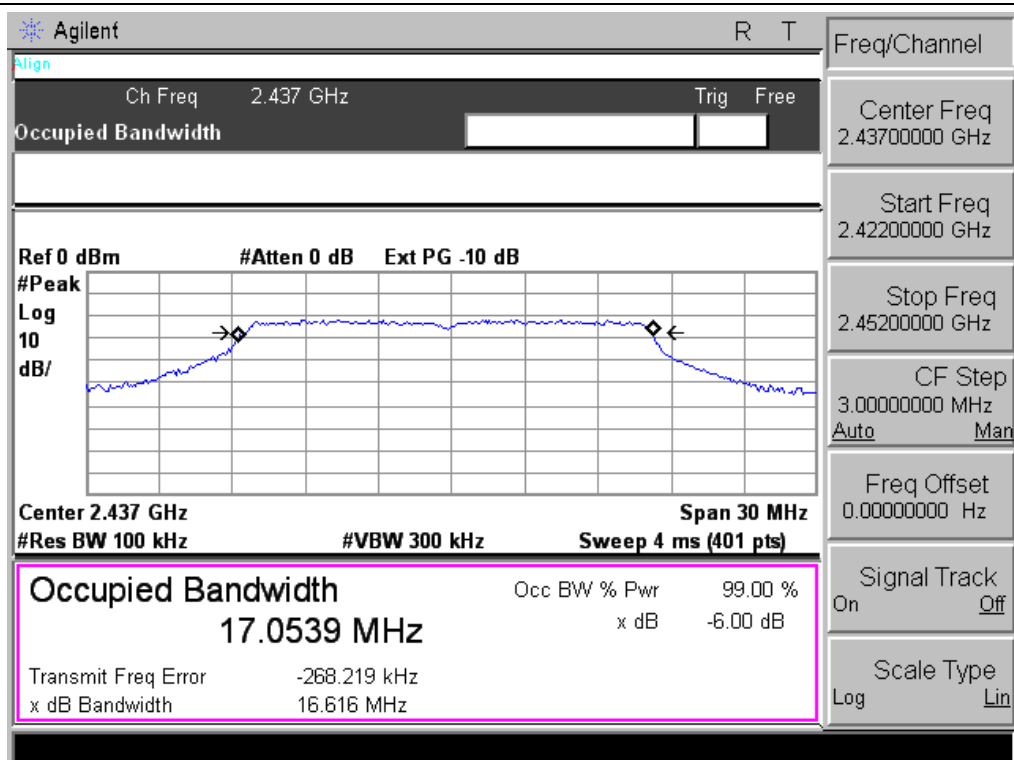 Agilent R T
Align
Ch Freq 2.437 GHz Trig Free
Occupied Bandwidth
Ref 0 dBm #Atten 0 dB Ext PG -10 dB
#Peak
Log
10
dB/
Center 2.437 GHz Span 30 MHz
#Res BW 100 kHz #VBW 300 kHz Sweep 4 ms (401 pts)
Occupied Bandwidth
17.0539 MHz
Occ BW % Pwr 99.00 %
x dB -6.00 dB
Transmit Freq Error -268.219 kHz
x dB Bandwidth 16.616 MHz
Freq/Channel
Center Freq
2.43700000 GHz
Start Freq
2.42200000 GHz
Stop Freq
2.45200000 GHz
CF Step
3.00000000 MHz
Auto Man
Freq Offset
0.00000000 Hz
Signal Track
On Off
Scale Type
Log Lin